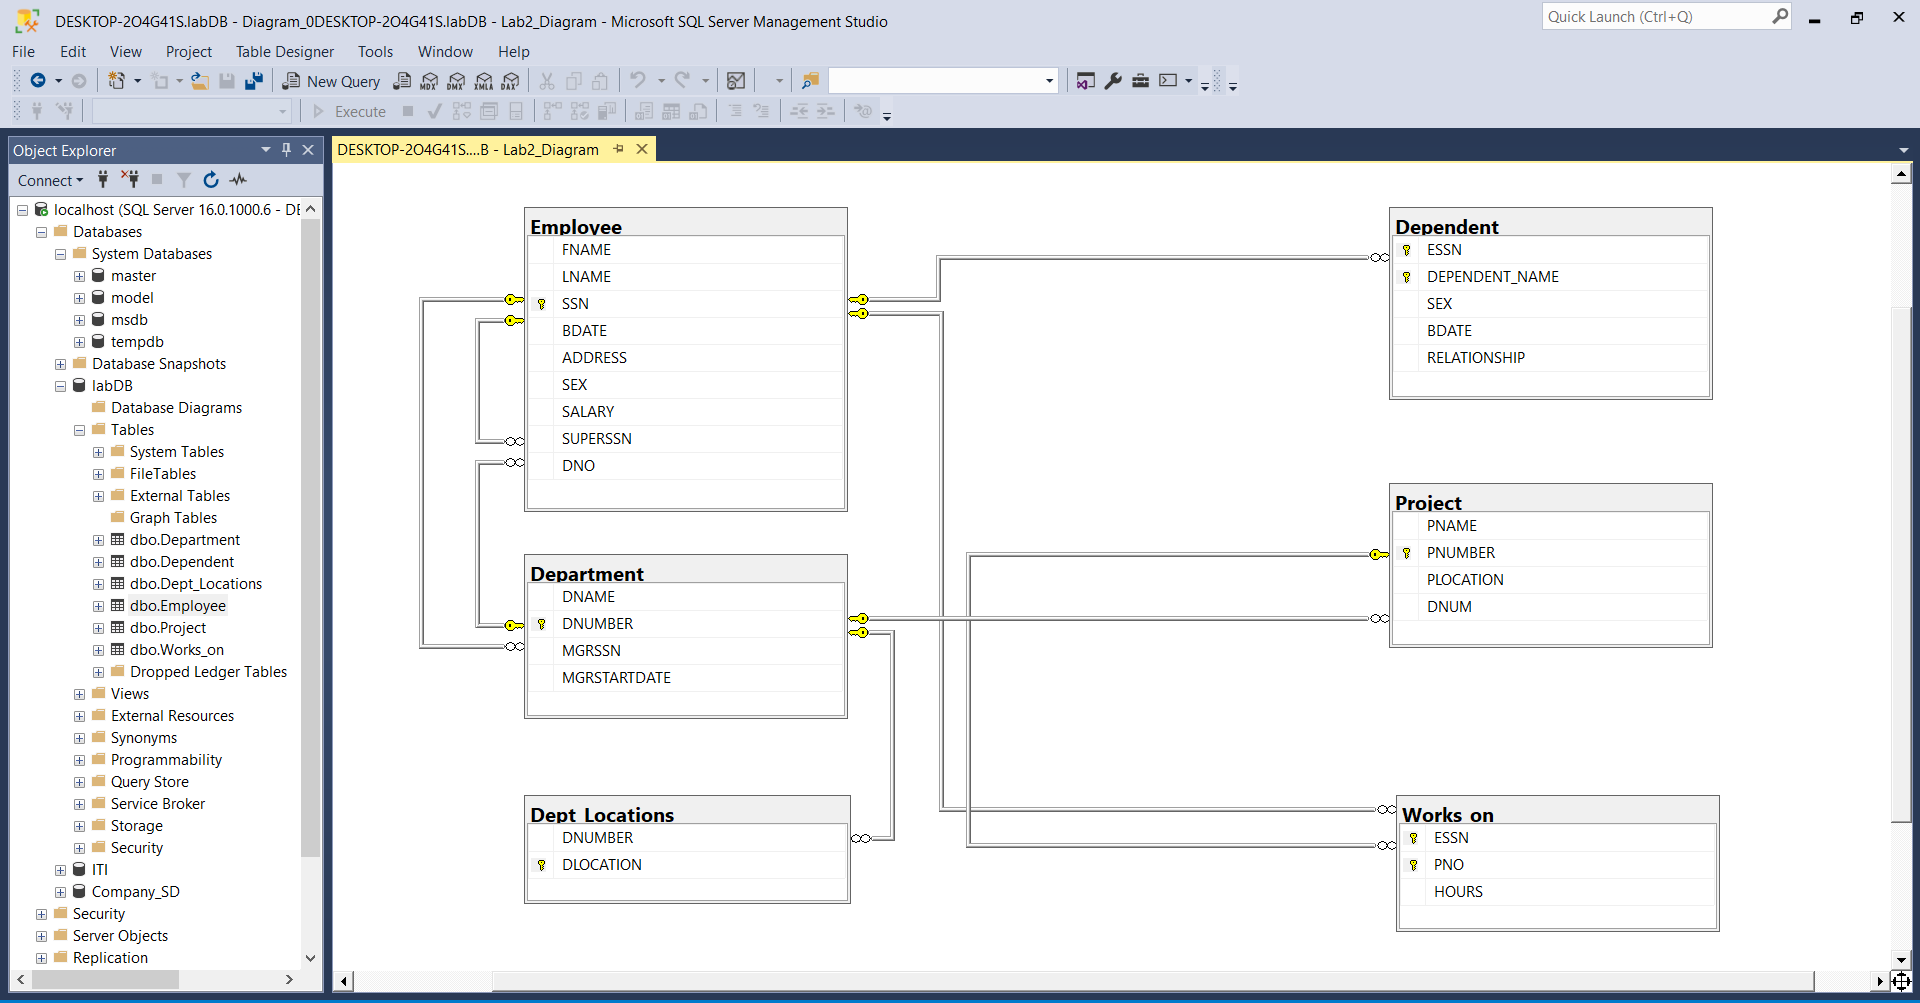 DESKTOP-2O4G41S.labDB - Diagram_0DESKTOP-2O4G41S.labDB - Lab2_Diagram - Microsoft SQL Server Management Studio
Quick Launch (Ctrl+Q)
File Edit View Project Table Designer Tools Window Help
New Query MDX DMX XMLA DAX
Execute
Object Explorer
Connect
localhost (SQL Server 16.0.1000.6 - DE
Databases
System Databases
master
model
msdb
tempdb
Database Snapshots
labDB
Database Diagrams
Tables
System Tables
FileTables
External Tables
Graph Tables
dbo.Department
dbo.Dependent
dbo.Dept_Locations
dbo.Employee
dbo.Project
dbo.Works_on
Dropped Ledger Tables
Views
External Resources
Synonyms
Programmability
Query Store
Service Broker
Storage
Security
ITI
Company_SD
Security
Server Objects
Replication
DESKTOP-2O4G41S....B - Lab2_Diagram
Employee
FNAME
LNAME
SSN
BDATE
ADDRESS
SEX
SALARY
SUPERSSN
DNO
Department
DNAME
DNUMBER
MGRSSN
MGRSTARTDATE
Dept_Locations
DNUMBER
DLOCATION
Dependent
ESSN
DEPENDENT_NAME
SEX
BDATE
RELATIONSHIP
Project
PNAME
PNUMBER
PLOCATION
DNUM
Works_on
ESSN
PNO
HOURS